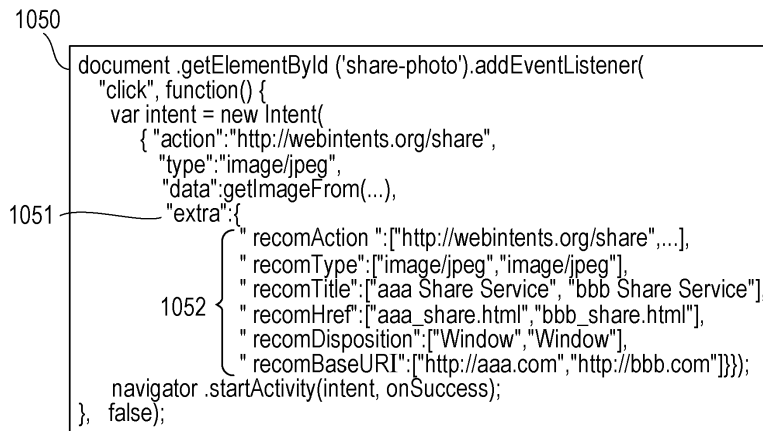 1050
document .getElementById ('share-photo').addEventListener(
"click", function() {
var intent = new Intent(
{ "action":"http://webintents.org/share",
"type":"image/jpeg",
"data":getImageFrom(...),
1051
"extra":{
" recomAction ":["http://webintents.org/share",...],
" recomType":["image/jpeg","image/jpeg"],
" recomTitle":["aaa Share Service", "bbb Share Service"],
1052
" recomHref":["aaa_share.html","bbb_share.html"],
" recomDisposition":["Window","Window"],
" recomBaseURI":["http://aaa.com","http://bbb.com"]}});
navigator .startActivity(intent, onSuccess);
}, false);